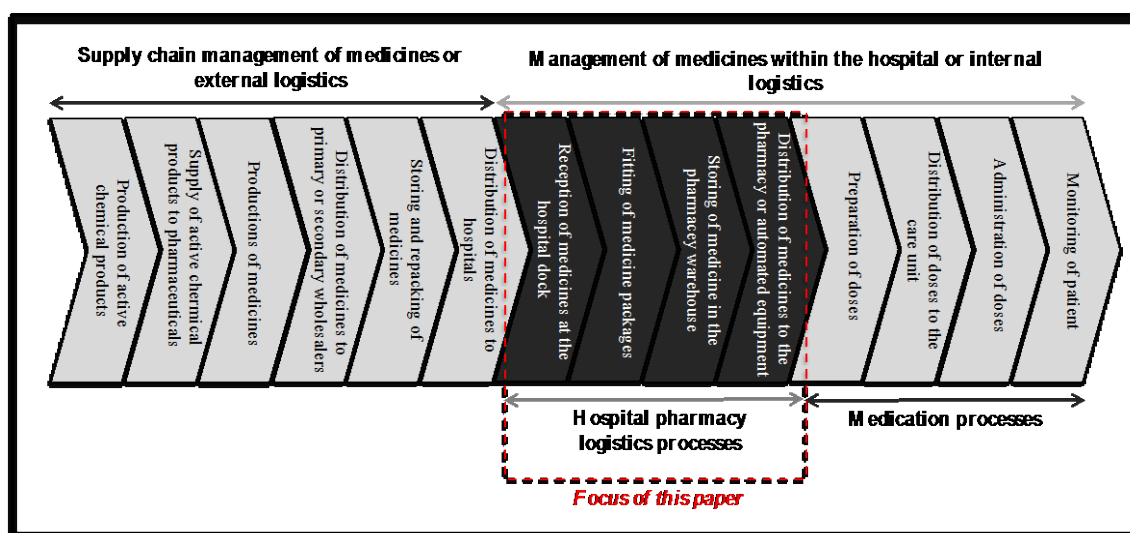 Supply chain management of medicines or
external logistics
Management of medicines within the hospital or internal
logistics
Production of active
chemical products
Supply of active chemical
products to pharmaceuticals
Productions of medicines
Distribution of medicines to
primary or secondary wholesalers
Storing and repacking of
medicines
Distribution of medicines to
hospitals
Reception of medicines at the
hospital dock
Fitting of medicine packages
Storing of medicine in the
pharmacey warehouse
Distribution of medicines to the
pharmacy or automated equipment
Preparation of doses
Distribution of doses to the
care unit
Administration of doses
Monitoring of patient
Hospital pharmacy
logistics processes
Medication processes
Focus of this paper